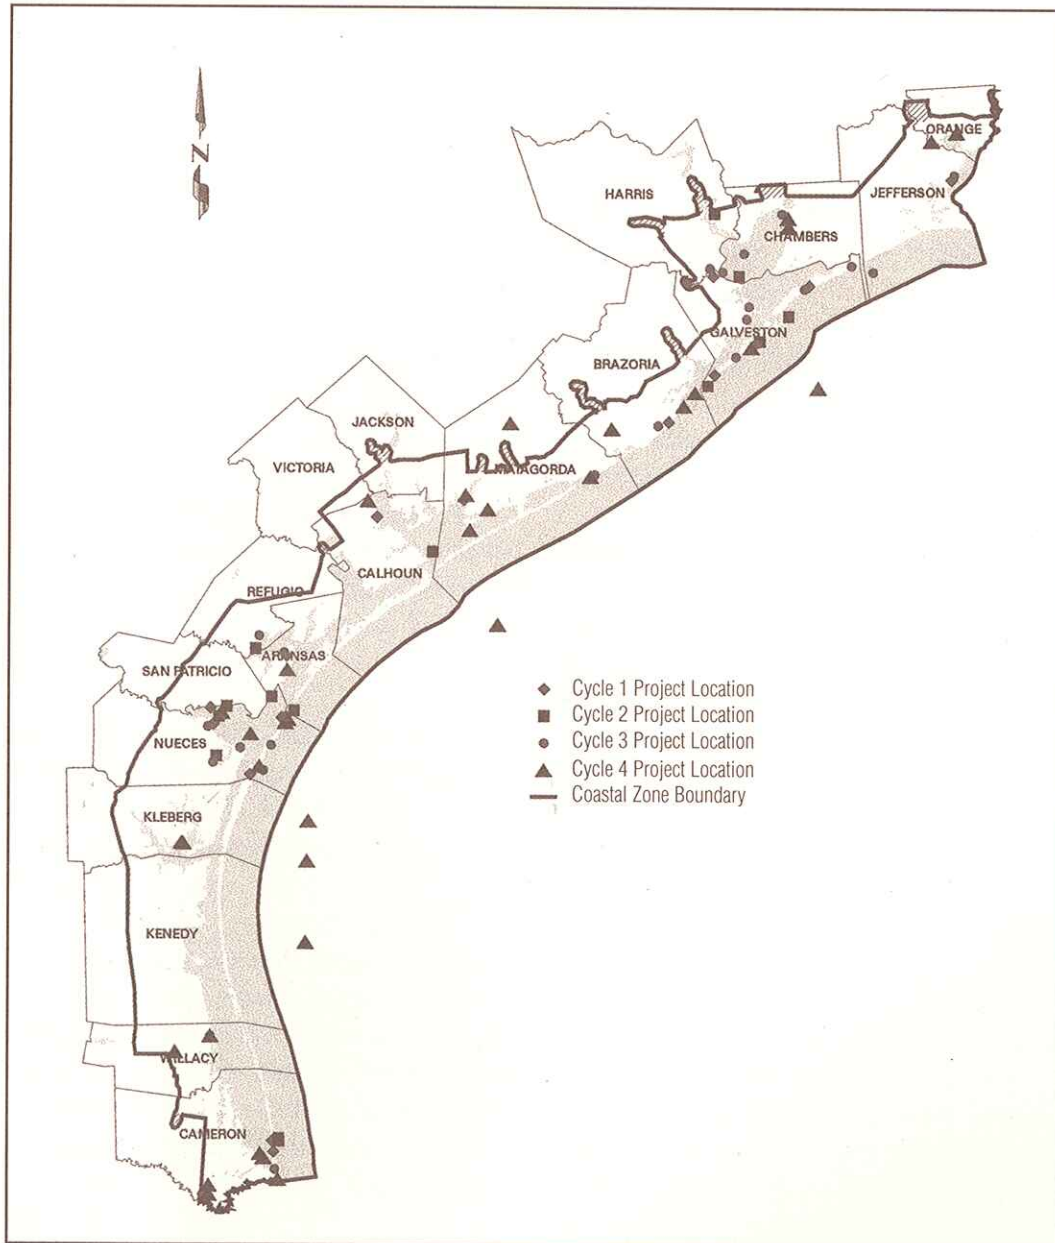 N
ORANGE
HARRIS
JEFFERSON
CHAMBERS
GALVESTON
BRAZORIA
JACKSON
VICTORIA
MATAGORDA
CALHOUN
REFUGIO
ARANSAS
SAN PATRICIO
NUECES
KLEBERG
KENEDY
WILLACY
CAMERON
Cycle 1 Project Location
Cycle 2 Project Location
Cycle 3 Project Location
Cycle 4 Project Location
Coastal Zone Boundary